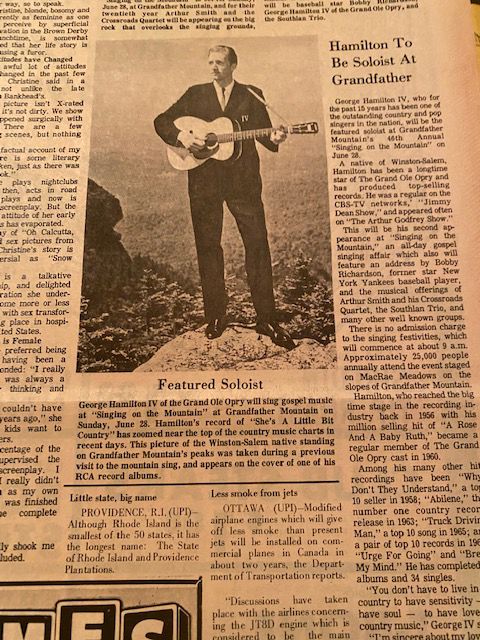 way, so to speak.
ristine, blonde, bosomy and
rently as feminine as one
perceive by superficial
vation in the Brown Derby
unchtime, is somewhat
ed that her life story is
using a furor.
titudes have Changed
awful lot of attitudes
changed in the past few
Christine said in a
not unlike the late
Bankhead's.
picture isn't X-rated
it's not dirty. We show
ppened surgically with
There are a few
scenes, but nothing
factual account of my
re is some literary
ken, just as there was
ok."
e plays nightclubs
then, acts in road
plays and now is
screenplay. But the
attitude of her early
has evaporated.
ay of "Oh Calcutta,
d sex pictures from
Christine's story is
ersial as "Snow
is a talkative
ip, and delighted
ration she under-
ome more or less
with sex transfor-
g place in hospi-
ted States.
is Female
preferred being
having been a
onded: "I really
was always a
thinking and
couldn't have
years ago," she
kids want to
ers.
centage of the
upervised the
screenplay. I
I really didn't
as my own
was finished
e complete
lly shook me
luded.
June 28, at Grandfather Mountain, and for their
twentieth year Arthur Smith and the
Crossroads Quartet will be appearing on the big
rock that overlooks the singing grounds,
will be baseball star Bobby Richardson,
George Hamilton IV of the Grand Ole Opry, and
the Southlan Trio.
IV
Featured Soloist
George Hamilton IV of the Grand Ole Opry will sing gospel music
at "Singing on the Mountain" at Grandfather Mountain on
Sunday, June 28. Hamilton's record of "She's A Little Bit
Country" has zoomed near the top of the country music charts in
recent days. This picture of the Winston-Salem native standing
on Grandfather Mountain's peaks was taken during a previous
visit to the mountain sing, and appears on the cover of one of his
RCA record albums.
Little state, big name
PROVIDENCE, R.I. (UPI)—
Although Rhode Island is the
smallest of the 50 states, it has
the longest name: The State
of Rhode Island and Providence
Plantations.
MES
Less smoke from jets
OTTAWA (UPI)—Modified
airplane engines which will give
off less smoke than present
jets will be installed on com-
mercial planes in Canada in
about two years, the Depart-
ment of Transportation reports.
"Discussions have taken
place with the airlines concern-
ing the JT8D engine which is
considered to be the main
Hamilton To
Be Soloist At
Grandfather
George Hamilton IV, who for
the past 15 years has been one of
the outstanding country and pop
singers in the nation, will be the
featured soloist at Grandfather
Mountain's 46th Annual
"Singing on the Mountain" on
June 28.
A native of Winston-Salem,
Hamilton has been a longtime
star of The Grand Ole Opry and
has produced top-selling
records. He was a regular on the
CBS-TV networks,' "Jimmy
Dean Show," and appeared often
on "The Arthur Godfrey Show."
This will be his second ap-
pearance at "Singing on the
Mountain," an all-day gospel
singing affair which also will
feature an address by Bobby
Richardson, former star New
York Yankees baseball player,
and the musical offerings of
Arthur Smith and his Crossroads
Quartet, the Southlan Trio, and
many other well known groups.
There is no admission charge
to the singing festivities, which
will commence at about 9 a.m.
Approximately 25,000 people
annually attend the event staged
on MacRae Meadows on the
slopes of Grandfather Mountain.
Hamilton, who reached the big
time stage in the recording in-
dustry back in 1956 with his
million selling hit of "A Rose
And A Baby Ruth," became a
regular member of The Grand
Ole Opry cast in 1960.
Among his many other hit
recordings have been "Why
Don't They Understand," a top
10 seller in 1958; "Abilene," the
number one country record
release in 1963; "Truck Drivin
Man," a top 10 song in 1965; a
a pair of top 10 records in 196
"Urge For Going" and "Bre
My Mind." He has completed
albums and 34 singles.
"You don't have to live in
country to have sensitivity —
have soul — to have love
country music," George IV s
"I'm sincere about my lov